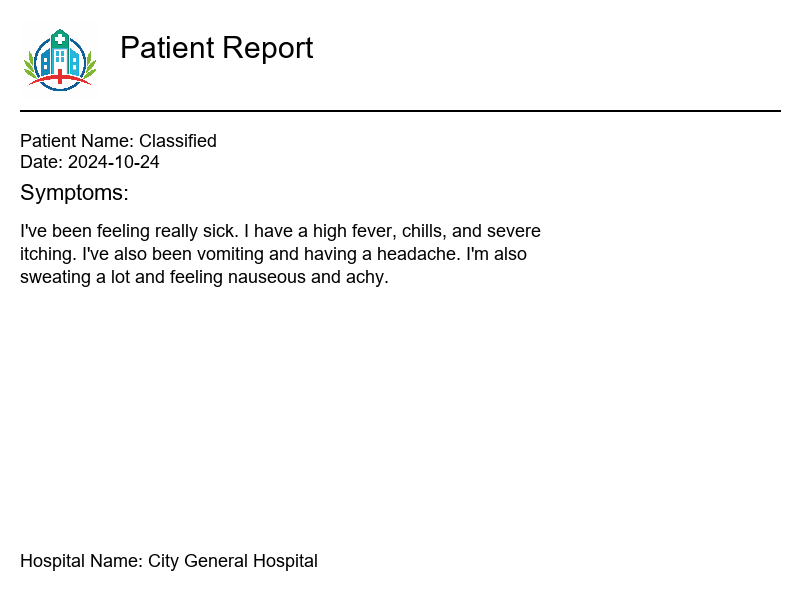 Patient Report
Patient Name: Classified
Date: 2024-10-24
Symptoms:
I've been feeling really sick. I have a high fever, chills, and severe
itching. I've also been vomiting and having a headache. I'm also
sweating a lot and feeling nauseous and achy.
Hospital Name: City General Hospital